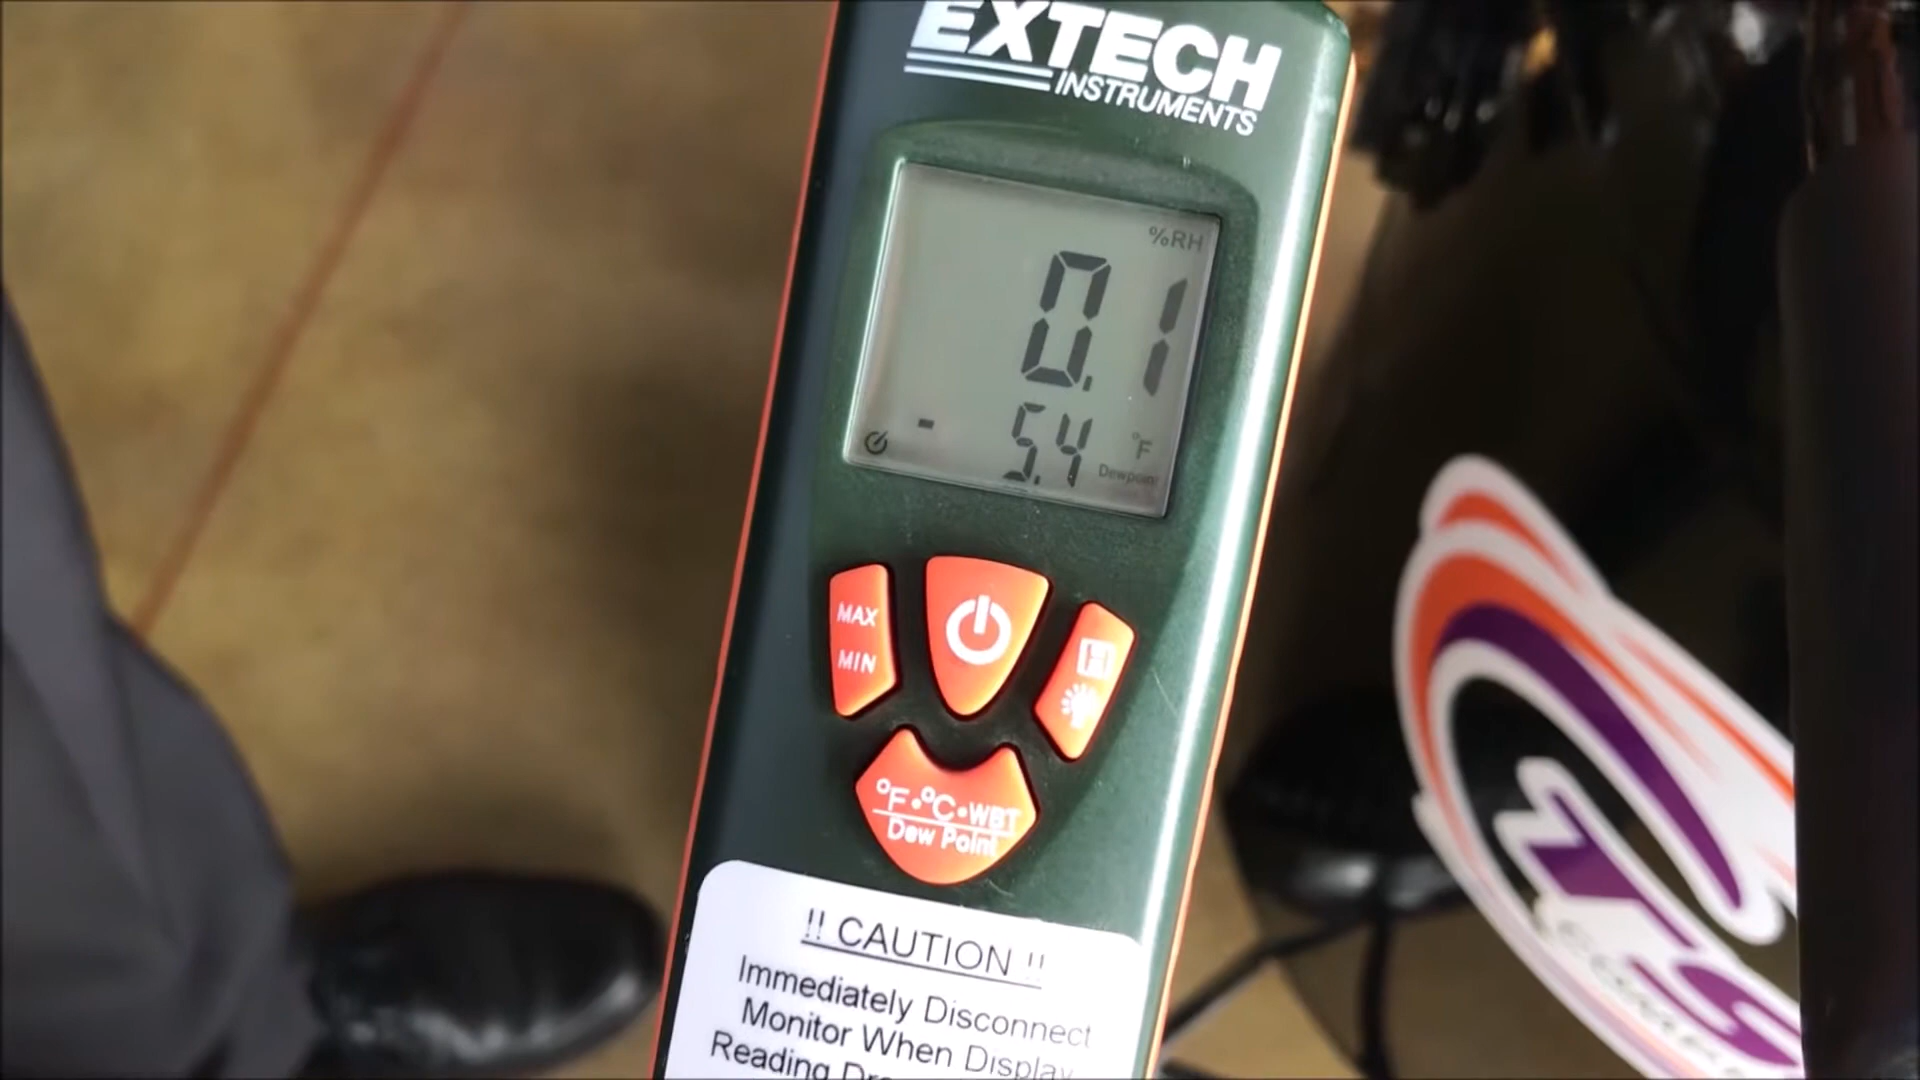 EXTECH
INSTRUMENTS
%RH
0.1
- 5.4 °F
Dewpoint
MAX
MIN
H
°F•°C•WBT
Dew Point
!! CAUTION !!
Immediately Disconnect
Monitor When Display
Reading